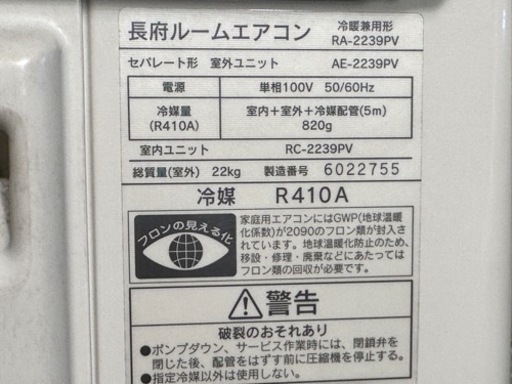 長府ルームエアコン 冷暖兼用形 RA-2239PV
セパレート形 室外ユニット AE-2239PV
電源 単相100V 50/60Hz
冷媒量 (R410A) 室内+室外+冷媒配管(5m) 820g
室内ユニット RC-2239PV
総質量(室外) 22kg 製造番号 6022755
冷媒 R410A
フロンの見える化
家庭用エアコンにはGWP(地球温暖
化係数)が2090のフロン類が封入さ
れています。地球温暖化防止のため、
移設・修理・廃棄などにあたっては
フロン類の回収が必要です。
警告
破裂のおそれあり
●ポンプダウン、サービス作業時には、閉鎖弁を
閉じた後、配管をはずす前に圧縮機を停止する。
●指定冷媒以外は使用しない。